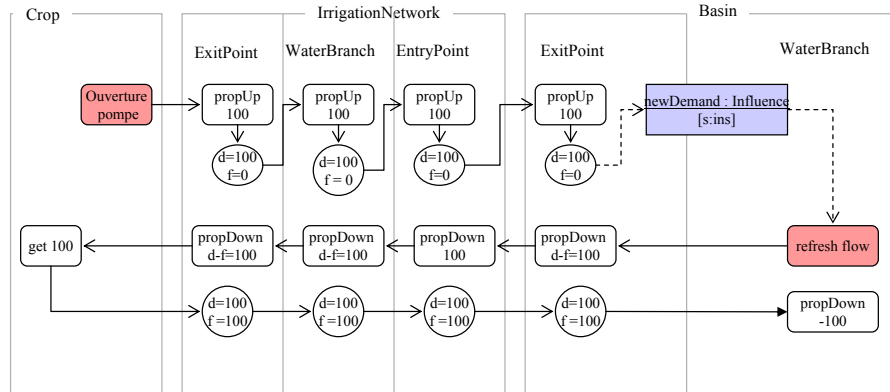 Crop
IrrigationNetwork
Basin
ExitPoint
WaterBranch
EntryPoint
ExitPoint
WaterBranch
Ouverture
pompe
propUp
100
propUp
100
propUp
100
propUp
100
newDemand : Influence
[s:ins]
d=100
f=0
d=100
f = 0
d=100
f=0
d=100
f=0
get 100
propDown
d-f=100
propDown
d-f=100
propDown
100
propDown
d-f=100
refresh flow
d=100
f =100
d=100
f =100
d=100
f =100
d=100
f =100
propDown
-100